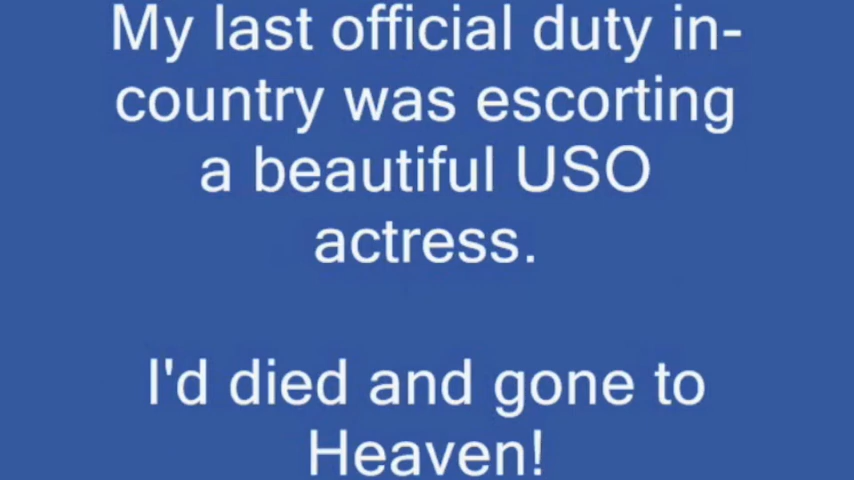 My last official duty in-
country was escorting
a beautiful USO
actress.
I'd died and gone to
Heaven!